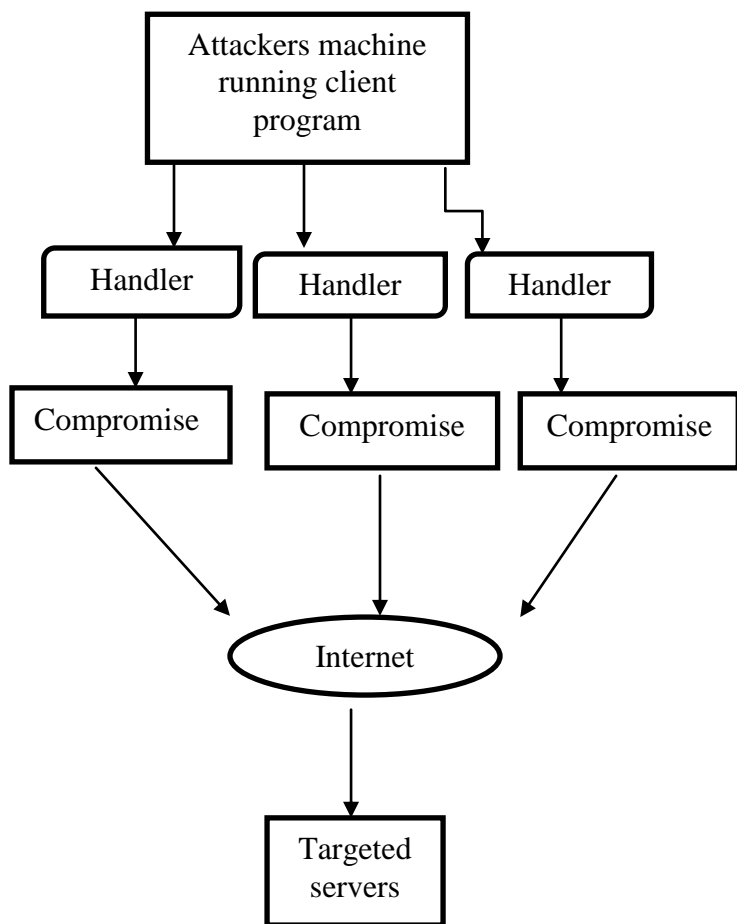 Attackers machine
running client
program
Handler
Handler
Handler
Compromise
Compromise
Compromise
Internet
Targeted
servers